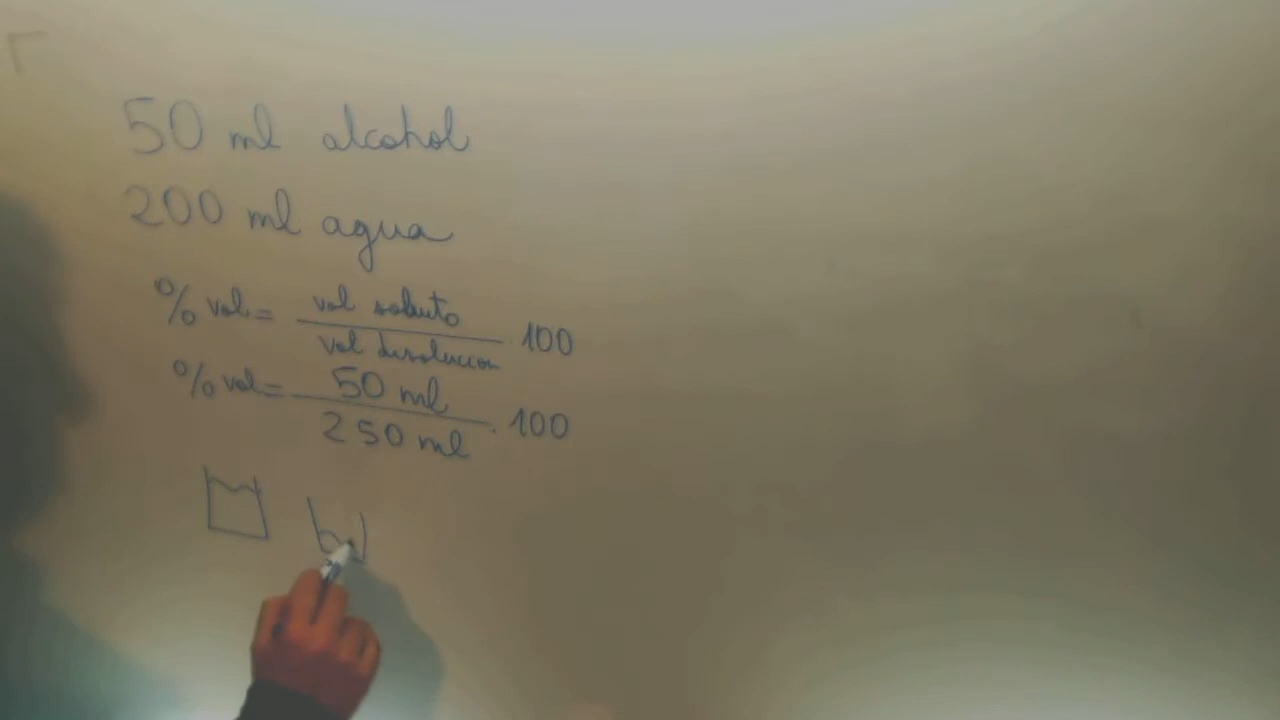 50 ml alcohol
200 ml agua
% vol = vol soluto / vol disolucion · 100
% vol = 50 ml / 250 ml · 100